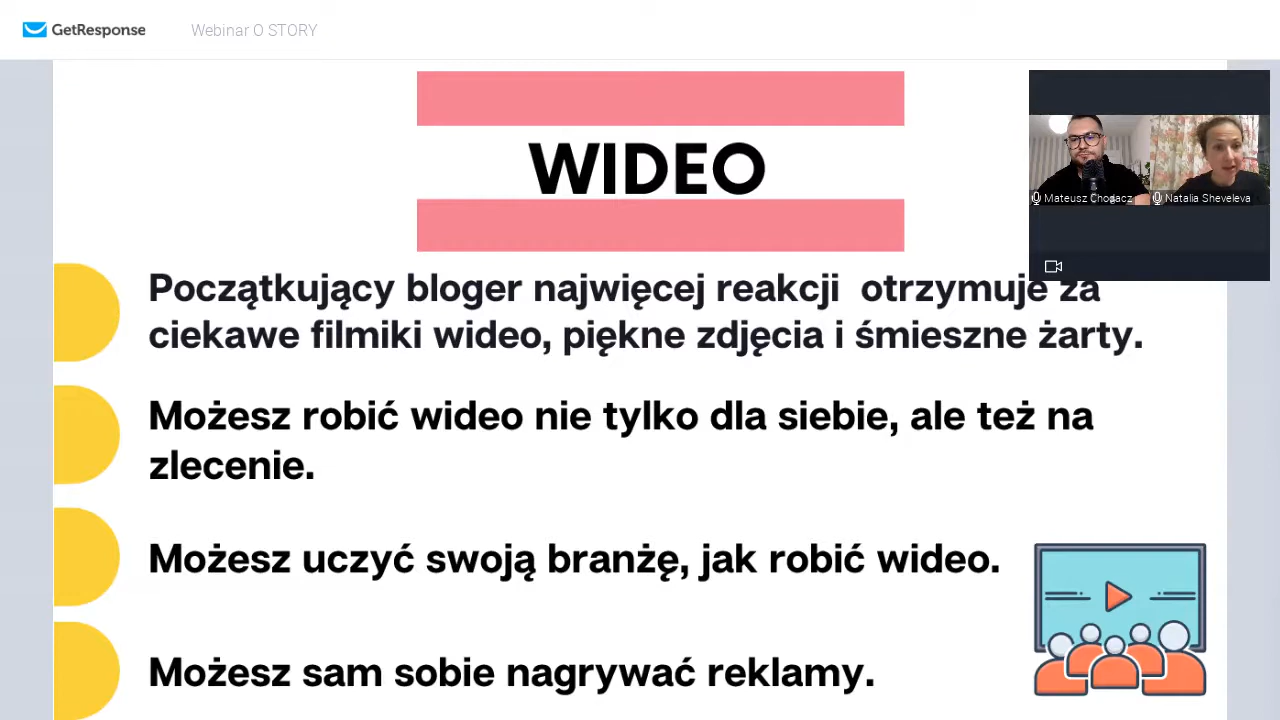 GetResponse
Webinar O STORY
WIDEO
Mateusz Chołacz
Natalia Sheveleva
Początkujący bloger najwięcej reakcji otrzymuje za
ciekawe filmiki wideo, piękne zdjęcia i śmieszne żarty.
Możesz robić wideo nie tylko dla siebie, ale też na
zlecenie.
Możesz uczyć swoją branżę, jak robić wideo.
Możesz sam sobie nagrywać reklamy.